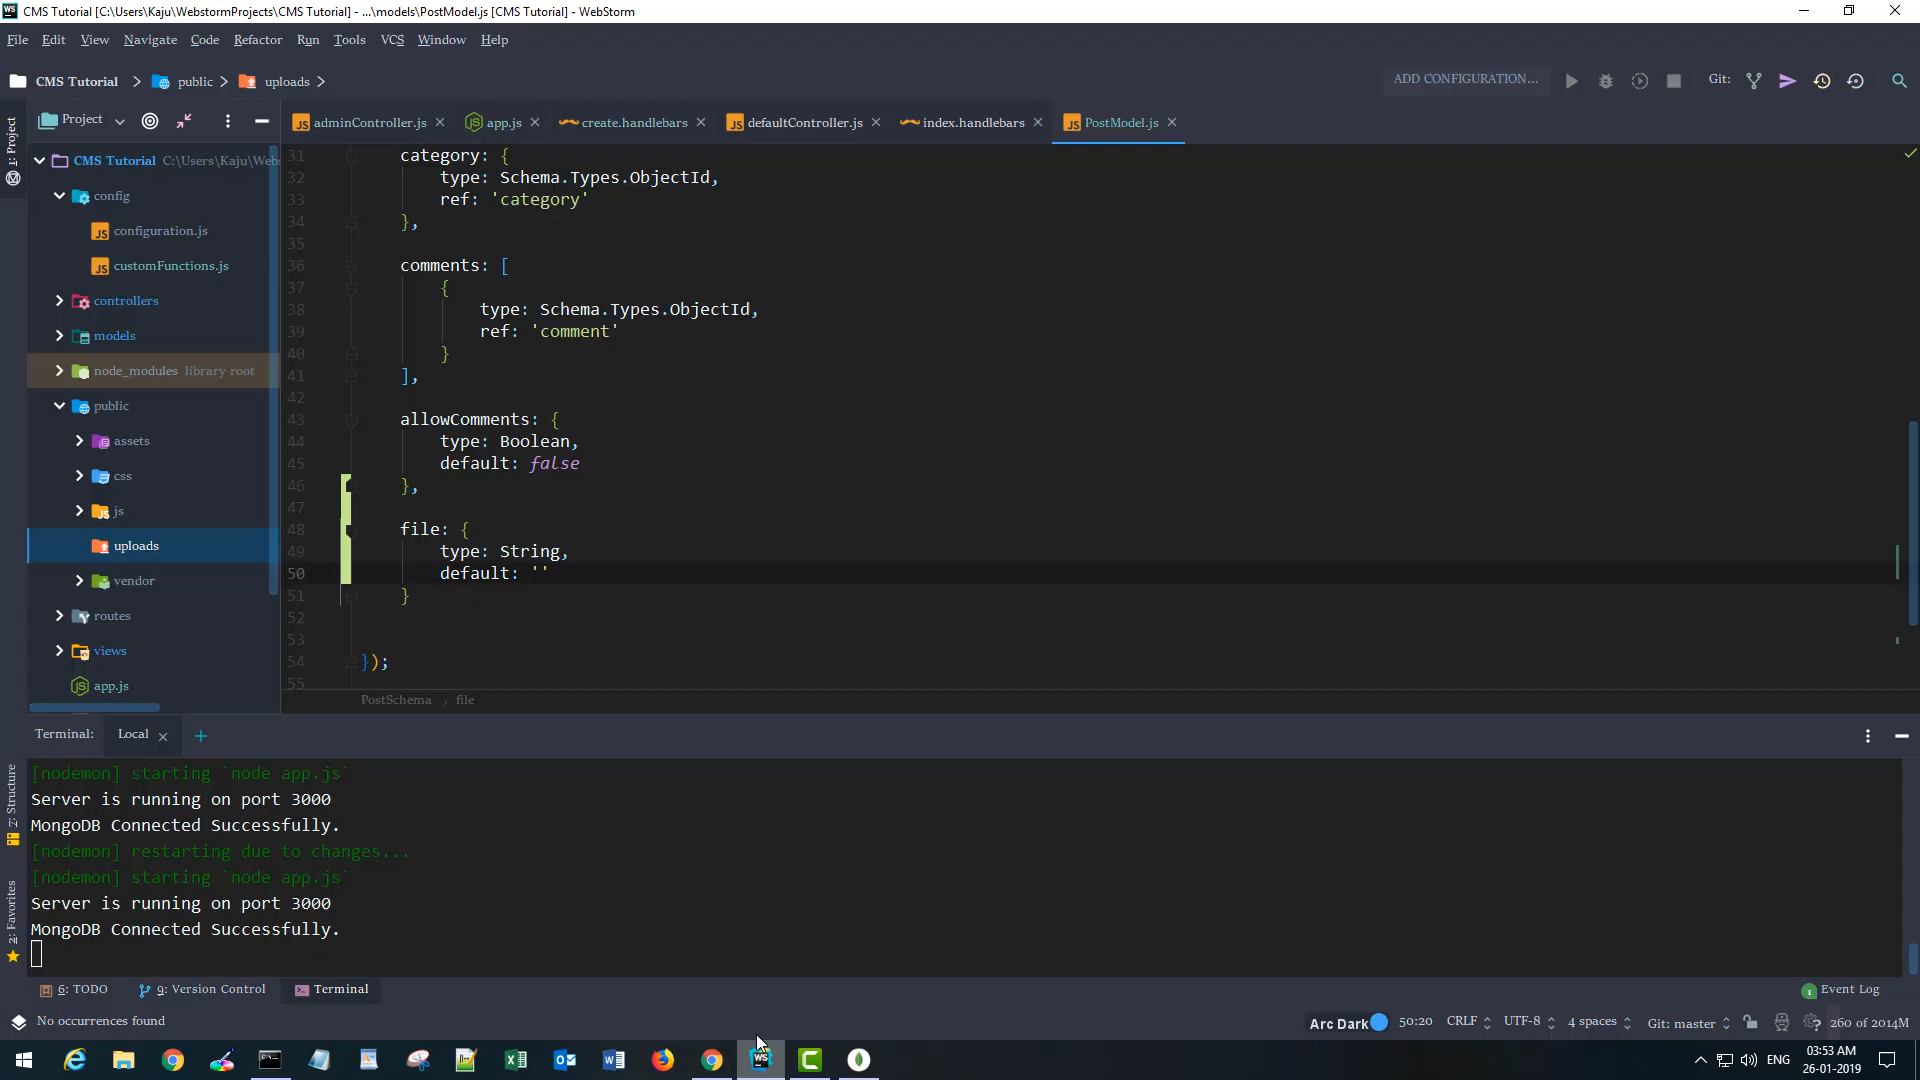 CMS Tutorial [C:\Users\Kaju\WebstormProjects\CMS Tutorial] - ...\models\PostModel.js [CMS Tutorial] - WebStorm
File Edit View Navigate Code Refactor Run Tools VCS Window Help
CMS Tutorial public uploads
ADD CONFIGURATION...
Git:
1: Project
Project
adminController.js
app.js
create.handlebars
defaultController.js
index.handlebars
PostModel.js
CMS Tutorial C:\Users\Kaju\Webs
config
configuration.js
customFunctions.js
controllers
models
node_modules library root
public
assets
css
js
uploads
vendor
routes
views
app.js
31 category: {
32 type: Schema.Types.ObjectId,
33 ref: 'category'
34 },
35
36 comments: [
37 {
38 type: Schema.Types.ObjectId,
39 ref: 'comment'
40 }
41 ],
42
43 allowComments: {
44 type: Boolean,
45 default: false
46 },
47
48 file: {
49 type: String,
50 default: ''
51 }
52
53
54 });
55
PostSchema › file
Terminal: Local
[nodemon] starting `node app.js`
Server is running on port 3000
MongoDB Connected Successfully.
[nodemon] restarting due to changes...
[nodemon] starting `node app.js`
Server is running on port 3000
MongoDB Connected Successfully.
7: Structure
2: Favorites
6: TODO
9: Version Control
Terminal
Event Log
No occurrences found
Arc Dark
50:20
CRLF
UTF-8
4 spaces
Git: master
260 of 2014M
ENG
03:53 AM
26-01-2019